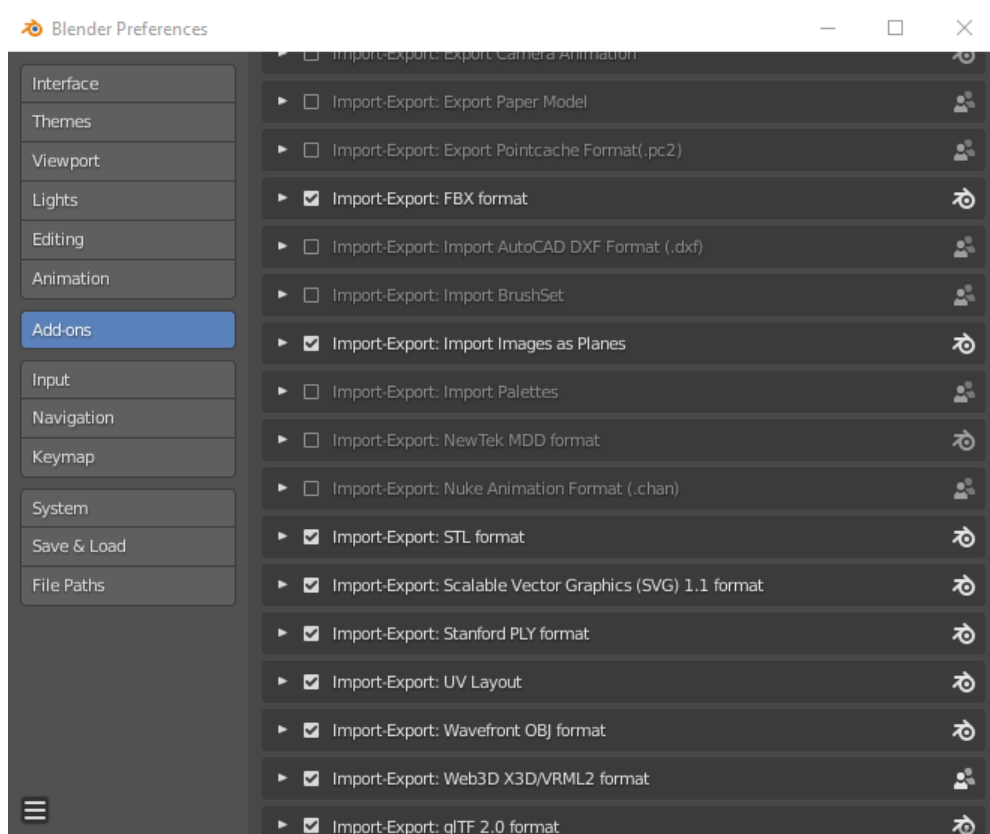 Blender Preferences
Interface
Themes
Viewport
Lights
Editing
Animation
Add-ons
Input
Navigation
Keymap
System
Save & Load
File Paths
Import-Export: Export Camera Animation
Import-Export: Export Paper Model
Import-Export: Export Pointcache Format(.pc2)
Import-Export: FBX format
Import-Export: Import AutoCAD DXF Format (.dxf)
Import-Export: Import BrushSet
Import-Export: Import Images as Planes
Import-Export: Import Palettes
Import-Export: NewTek MDD format
Import-Export: Nuke Animation Format (.chan)
Import-Export: STL format
Import-Export: Scalable Vector Graphics (SVG) 1.1 format
Import-Export: Stanford PLY format
Import-Export: UV Layout
Import-Export: Wavefront OBJ format
Import-Export: Web3D X3D/VRML2 format
Import-Export: glTF 2.0 format